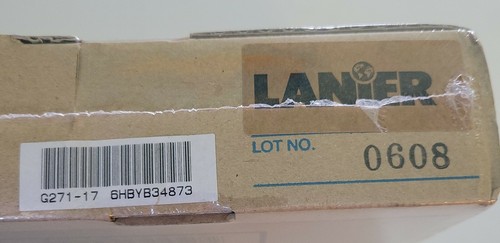 LANIER
LOT NO. 0608
G271-17 6HBYB34873